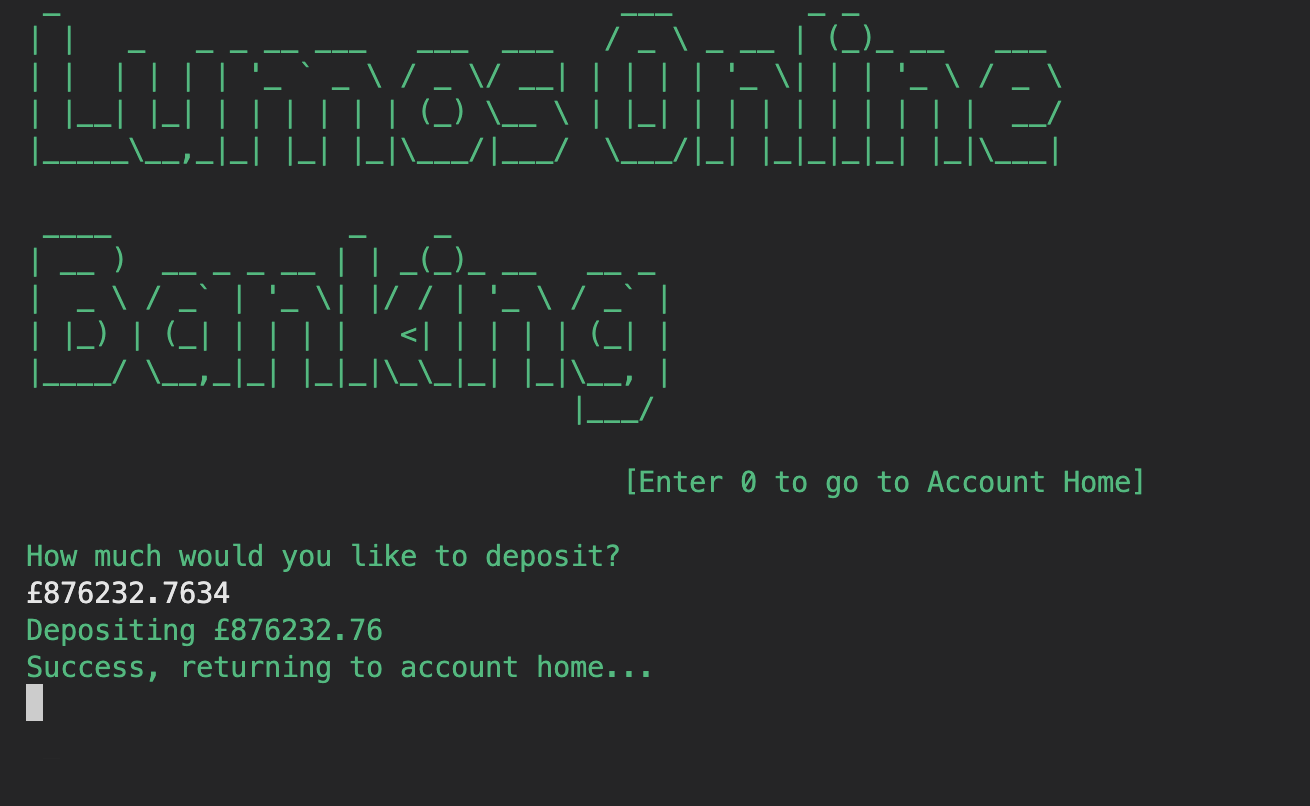 Lumos Online
Banking
[Enter 0 to go to Account Home]
How much would you like to deposit?
£876232.7634
Depositing £876232.76
Success, returning to account home...